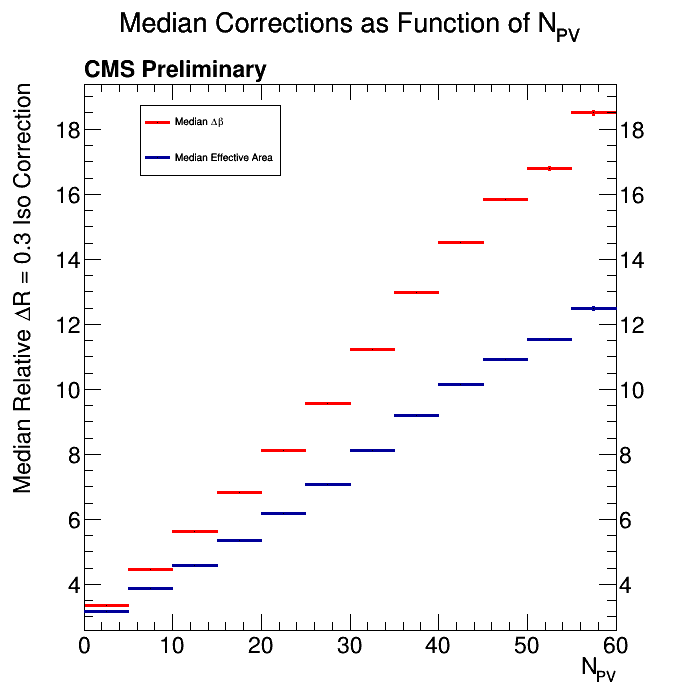 Median Corrections as Function of N_PV
CMS Preliminary
Median Relative ΔR = 0.3 Iso Correction
Median Δβ
Median Effective Area
18
16
14
12
10
8
6
4
18
16
14
12
10
8
6
4
0 10 20 30 40 50 60
N_PV